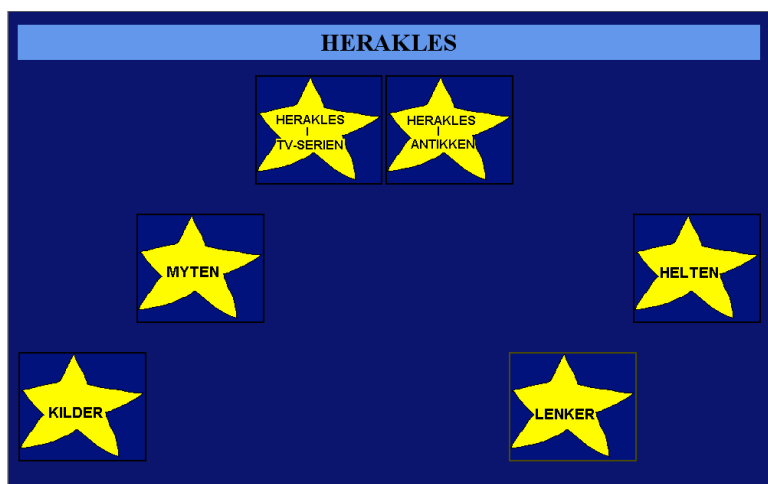 HERAKLES
HERAKLES
I
TV-SERIEN
HERAKLES
I
ANTIKKEN
MYTEN
HELTEN
KILDER
LENKER